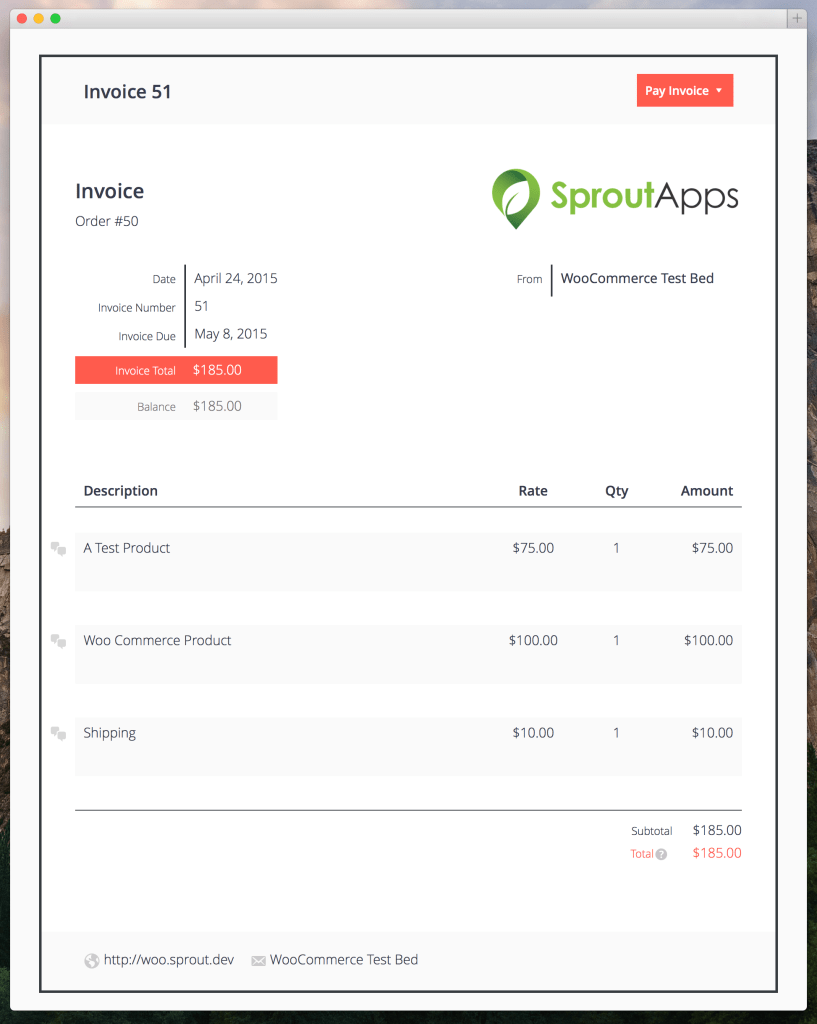 Invoice 51
Pay Invoice
Invoice
Order #50
SproutApps
Date April 24, 2015
Invoice Number 51
Invoice Due May 8, 2015
Invoice Total $185.00
Balance $185.00
From WooCommerce Test Bed
Description Rate Qty Amount
A Test Product $75.00 1 $75.00
Woo Commerce Product $100.00 1 $100.00
Shipping $10.00 1 $10.00
Subtotal $185.00
Total ? $185.00
http://woo.sprout.dev WooCommerce Test Bed